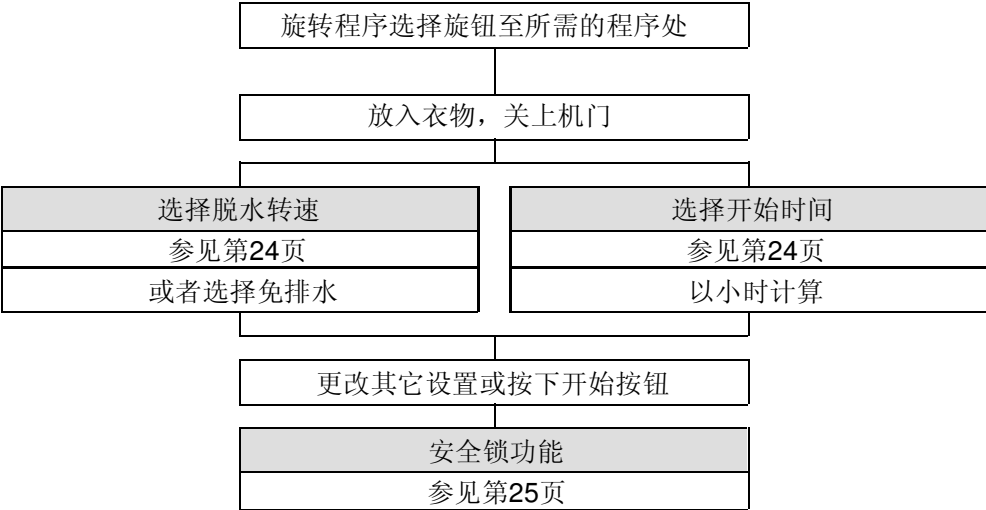 旋转程序选择旋钮至所需的程序处
放入衣物，关上机门
选择脱水转速
参见第24页
或者选择免排水
选择开始时间
参见第24页
以小时计算
更改其它设置或按下开始按钮
安全锁功能
参见第25页